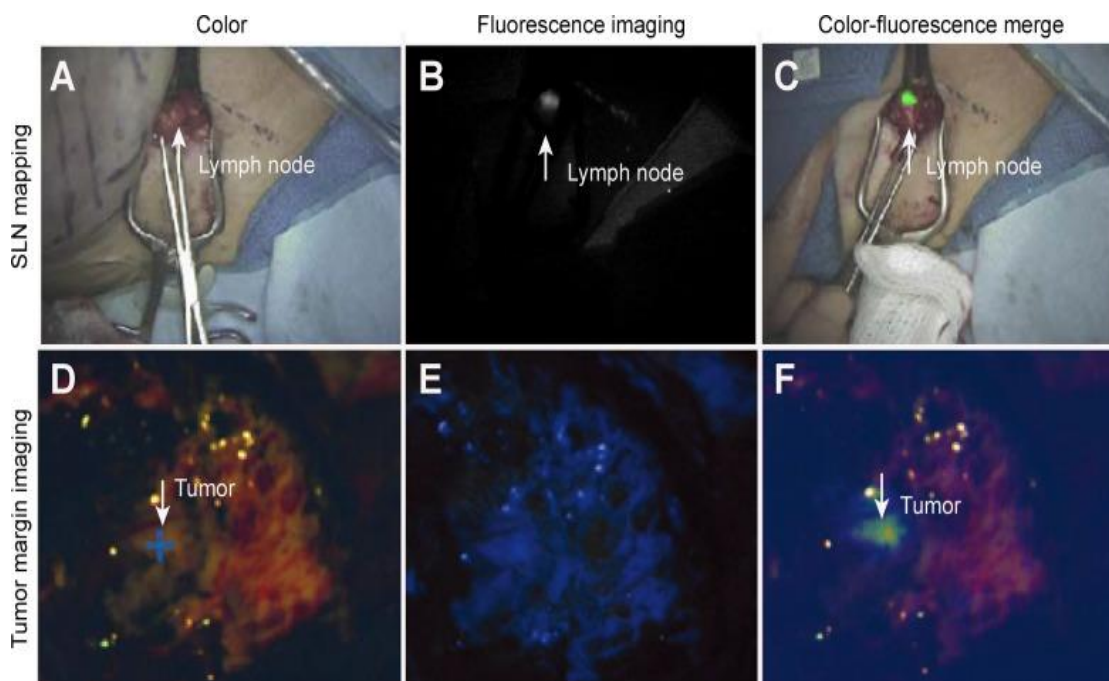 Color
Fluorescence imaging
Color-fluorescence merge
SLN mapping
A
Lymph node
B
Lymph node
C
Lymph node
Tumor margin imaging
D
Tumor
E
F
Tumor